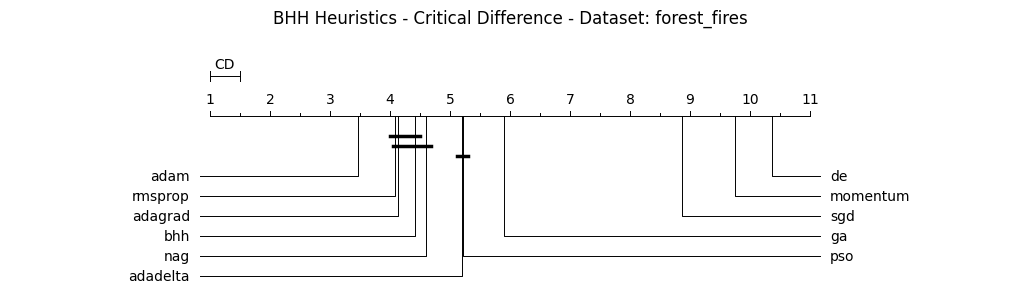 BHH Heuristics - Critical Difference - Dataset: forest_fires
CD
1 2 3 4 5 6 7 8 9 10 11
adam de
rmsprop momentum
adagrad sgd
bhh ga
nag pso
adadelta